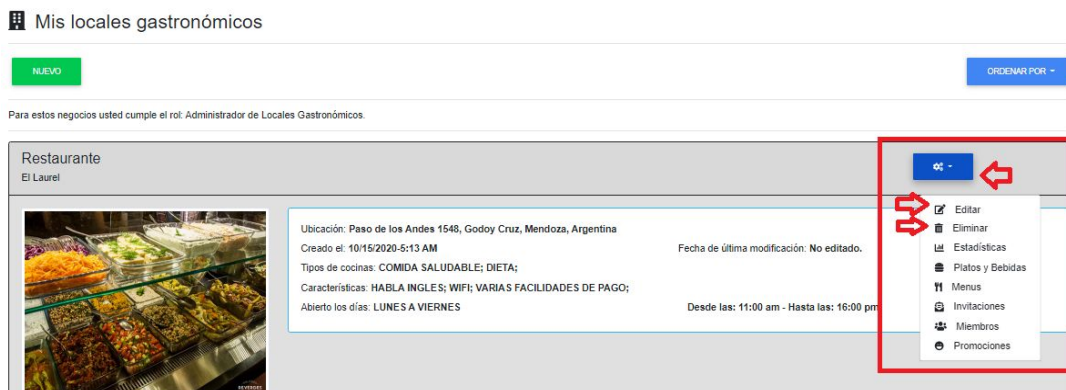 Mis locales gastronómicos
NUEVO
ORDENAR POR
Para estos negocios usted cumple el rol: Administrador de Locales Gastronómicos.
Restaurante
El Laurel
Ubicación: Paso de los Andes 1548, Godoy Cruz, Mendoza, Argentina
Creado el: 10/15/2020-5:13 AM
Fecha de última modificación: No editado.
Tipos de cocinas: COMIDA SALUDABLE; DIETA;
Características: HABLA INGLES; WIFI; VARIAS FACILIDADES DE PAGO;
Abierto los días: LUNES A VIERNES
Desde las: 11:00 am - Hasta las: 16:00 pm
Editar
Eliminar
Estadísticas
Platos y Bebidas
Menus
Invitaciones
Miembros
Promociones